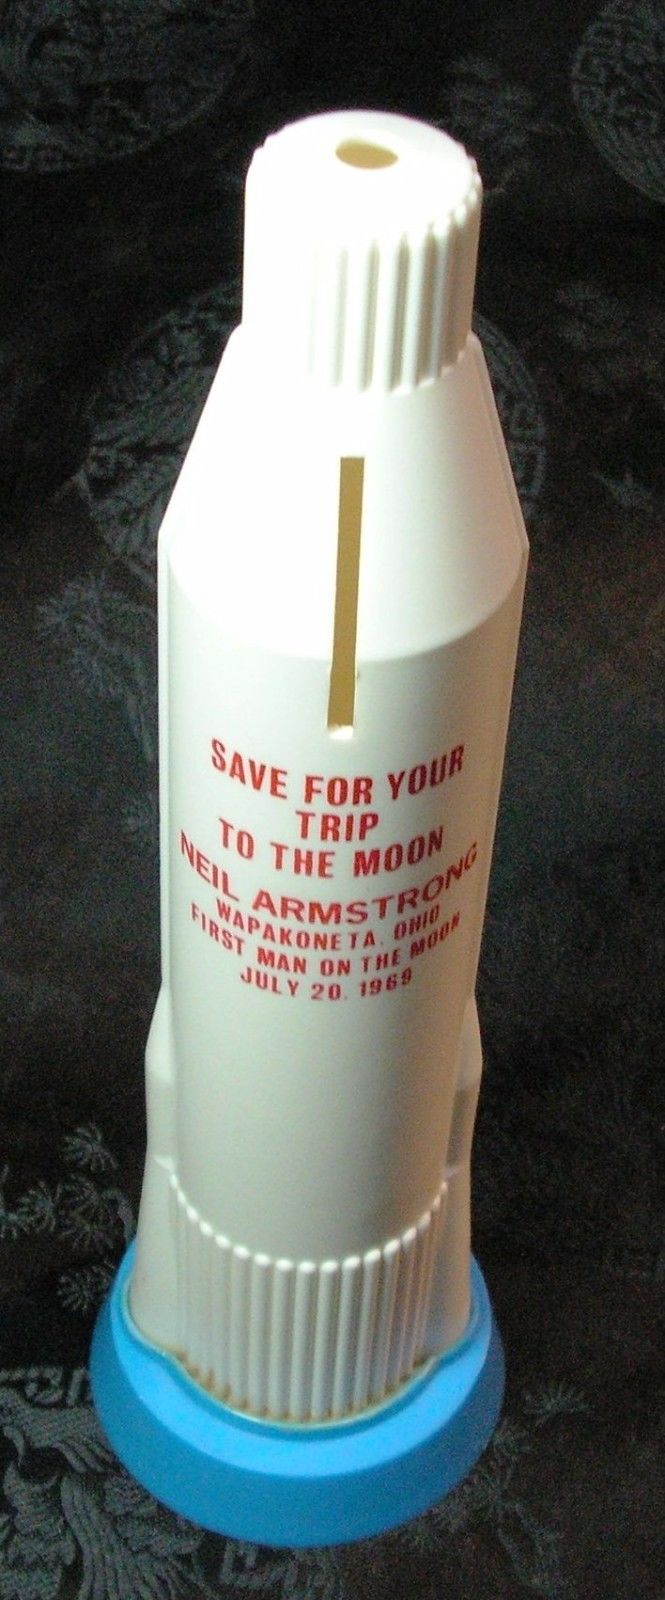 SAVE FOR YOUR
TRIP
TO THE MOON
NEIL ARMSTRONG
WAPAKONETA, OHIO
FIRST MAN ON THE MOON
JULY 20, 1969